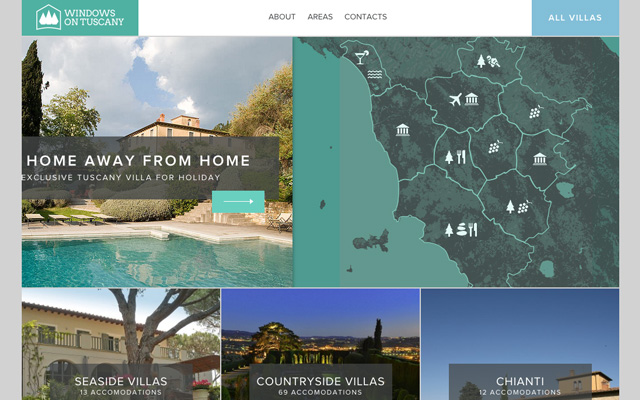 WINDOWS
ON TUSCANY
ABOUT AREAS CONTACTS
ALL VILLAS
HOME AWAY FROM HOME
EXCLUSIVE TUSCANY VILLA FOR HOLIDAY
SEASIDE VILLAS
13 ACCOMODATIONS
COUNTRYSIDE VILLAS
69 ACCOMODATIONS
CHIANTI
12 ACCOMODATIONS